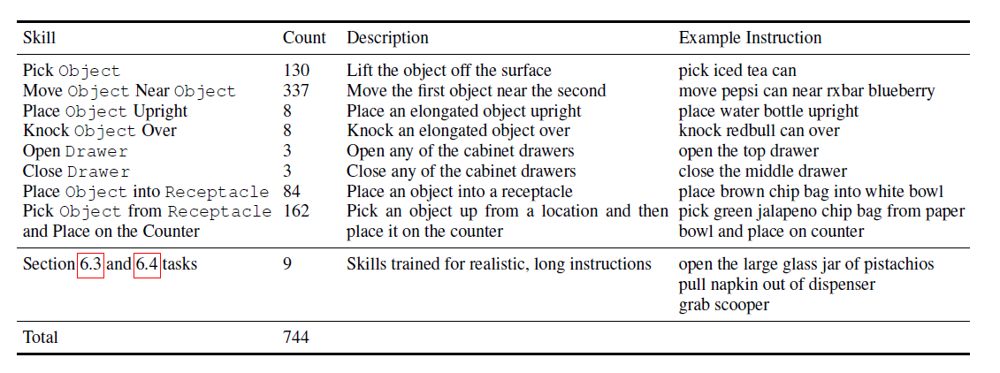 Skill Count Description Example Instruction
Pick Object 130 Lift the object off the surface pick iced tea can
Move Object Near Object 337 Move the first object near the second move pepsi can near rxbar blueberry
Place Object Upright 8 Place an elongated object upright place water bottle upright
Knock Object Over 8 Knock an elongated object over knock redbull can over
Open Drawer 3 Open any of the cabinet drawers open the top drawer
Close Drawer 3 Close any of the cabinet drawers close the middle drawer
Place Object into Receptacle 84 Place an object into a receptacle place brown chip bag into white bowl
Pick Object from Receptacle 162 Pick an object up from a location and then pick green jalapeno chip bag from paper
and Place on the Counter place it on the counter bowl and place on counter
Section 6.3 and 6.4 tasks 9 Skills trained for realistic, long instructions open the large glass jar of pistachios
pull napkin out of dispenser
grab scooper
Total 744